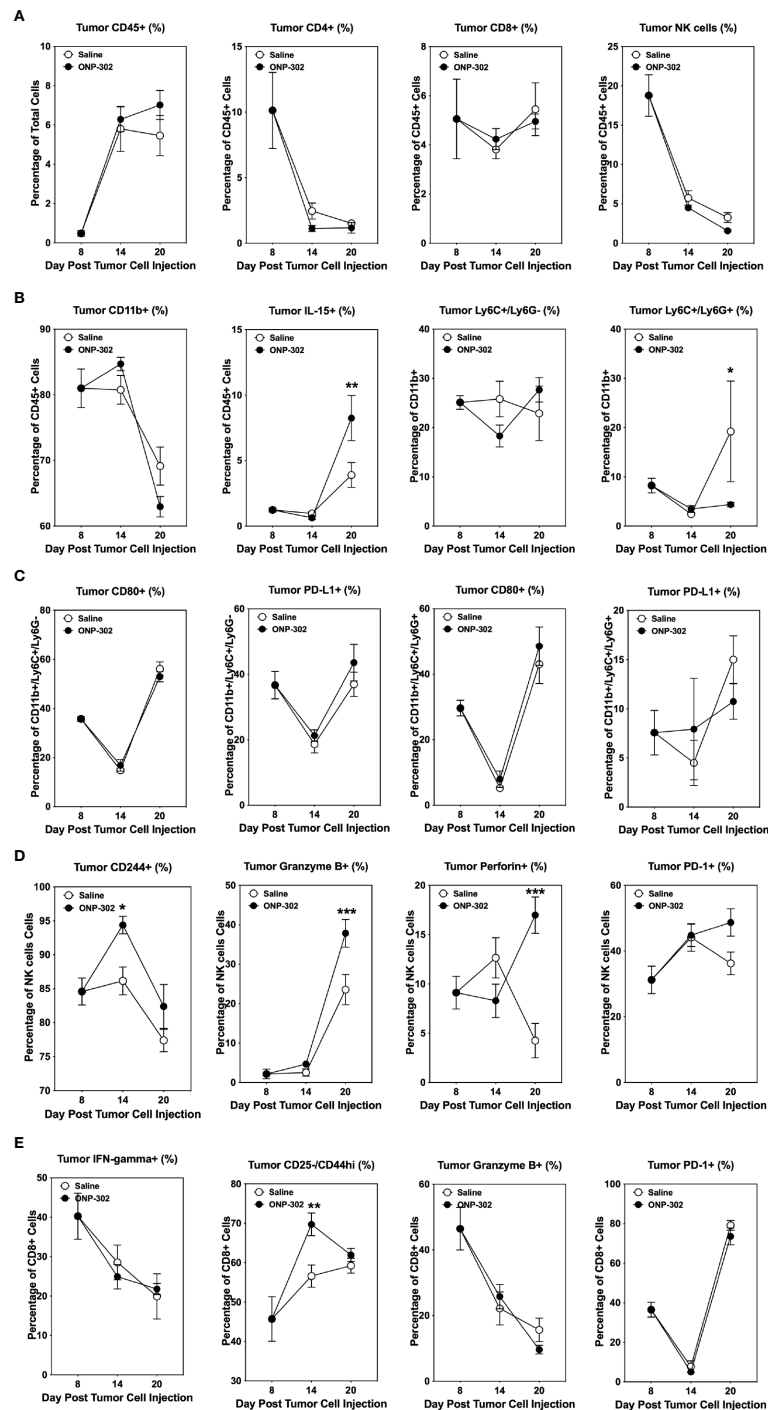 A
Tumor CD45+ (%)
Saline
ONP-302
Percentage of Total Cells
10
8
6
4
2
0
8 14 20
Day Post Tumor Cell Injection
Tumor CD4+ (%)
Saline
ONP-302
Percentage of CD45+ Cells
15
10
5
0
8 14 20
Day Post Tumor Cell Injection
Tumor CD8+ (%)
Saline
ONP-302
Percentage of CD45+ Cells
8
6
4
2
0
8 14 20
Day Post Tumor Cell Injection
Tumor NK cells (%)
Saline
ONP-302
Percentage of CD45+ Cells
25
20
15
10
5
0
8 14 20
Day Post Tumor Cell Injection
B
Tumor CD11b+ (%)
Saline
ONP-302
Percentage of CD45+ Cells
90
80
70
60
8 14 20
Day Post Tumor Cell Injection
Tumor IL-15+ (%)
Saline
ONP-302
**
Percentage of CD45+ Cells
15
10
5
0
8 14 20
Day Post Tumor Cell Injection
Tumor Ly6C+/Ly6G- (%)
Saline
ONP-302
Percentage of CD11b+
40
30
20
10
0
8 14 20
Day Post Tumor Cell Injection
Tumor Ly6C+/Ly6G+ (%)
Saline
ONP-302
*
Percentage of CD11b+
40
30
20
10
0
8 14 20
Day Post Tumor Cell Injection
C
Tumor CD80+ (%)
Saline
ONP-302
Percentage of CD11b+/Ly6C+/Ly6G-
80
60
40
20
0
8 14 20
Day Post Tumor Cell Injection
Tumor PD-L1+ (%)
Saline
ONP-302
Percentage of CD11b+/Ly6C+/Ly6G-
60
40
20
0
8 14 20
Day Post Tumor Cell Injection
Tumor CD80+ (%)
Saline
ONP-302
Percentage of CD11b+/Ly6C+/Ly6G+
60
40
20
0
8 14 20
Day Post Tumor Cell Injection
Tumor PD-L1+ (%)
Saline
ONP-302
Percentage of CD11b+/Ly6C+/Ly6G+
20
15
10
5
0
8 14 20
Day Post Tumor Cell Injection
D
Tumor CD244+ (%)
Saline
ONP-302
*
Percentage of NK cells Cells
100
95
90
85
80
75
70
8 14 20
Day Post Tumor Cell Injection
Tumor Granzyme B+ (%)
Saline
ONP-302
***
Percentage of NK cells Cells
50
40
30
20
10
0
8 14 20
Day Post Tumor Cell Injection
Tumor Perforin+ (%)
Saline
ONP-302
***
Percentage of NK cells Cells
20
15
10
5
0
8 14 20
Day Post Tumor Cell Injection
Tumor PD-1+ (%)
Saline
ONP-302
Percentage of NK cells Cells
60
40
20
0
8 14 20
Day Post Tumor Cell Injection
E
Tumor IFN-gamma+ (%)
Saline
ONP-302
Percentage of CD8+ Cells
50
40
30
20
10
0
8 14 20
Day Post Tumor Cell Injection
Tumor CD25-/CD44hi (%)
Saline
ONP-302
**
Percentage of CD8+ Cells
80
70
60
50
40
30
8 14 20
Day Post Tumor Cell Injection
Tumor Granzyme B+ (%)
Saline
ONP-302
Percentage of CD8+ Cells
60
40
20
0
8 14 20
Day Post Tumor Cell Injection
Tumor PD-1+ (%)
Saline
ONP-302
Percentage of CD8+ Cells
100
80
60
40
20
0
8 14 20
Day Post Tumor Cell Injection